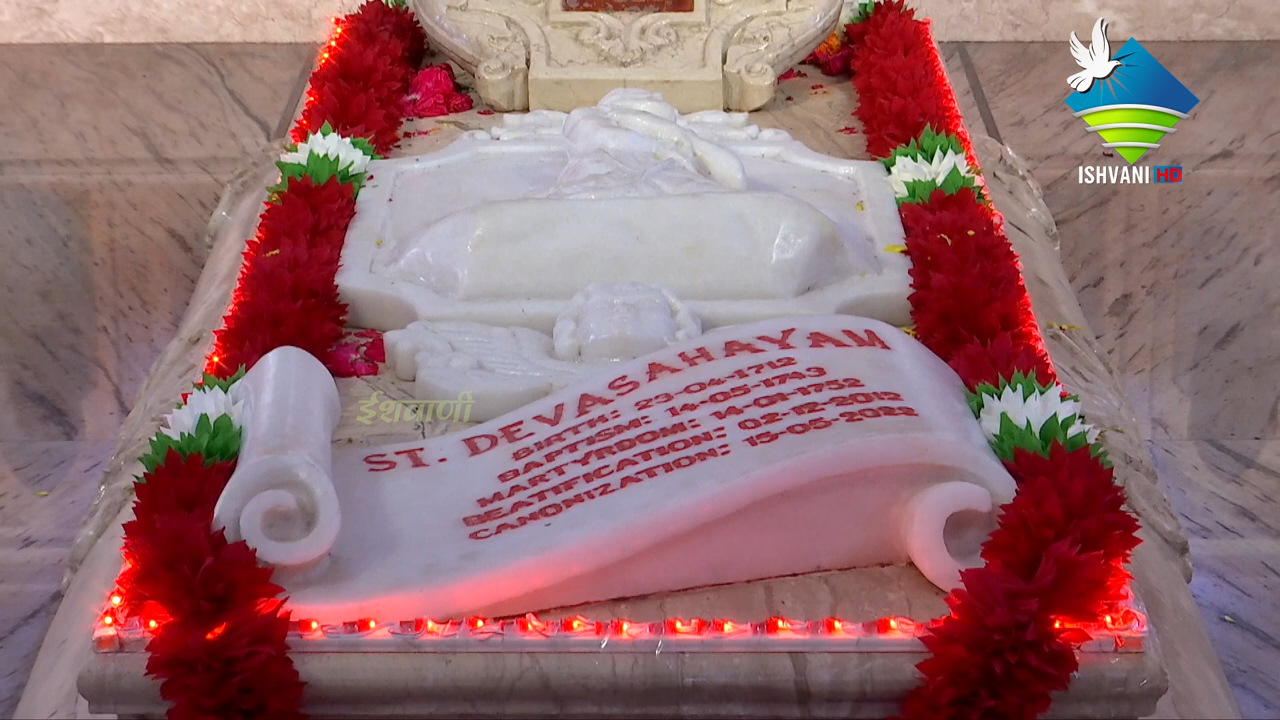 ISHVANI HD
ईशवाणी
ST. DEVASAHAYAM
BIRTH: 23-04-1712
BAPTISM: 14-05-1743
MARTYRDOM: 14-01-1752
BEATIFICATION: 02-12-2012
CANONIZATION: 15-05-2022